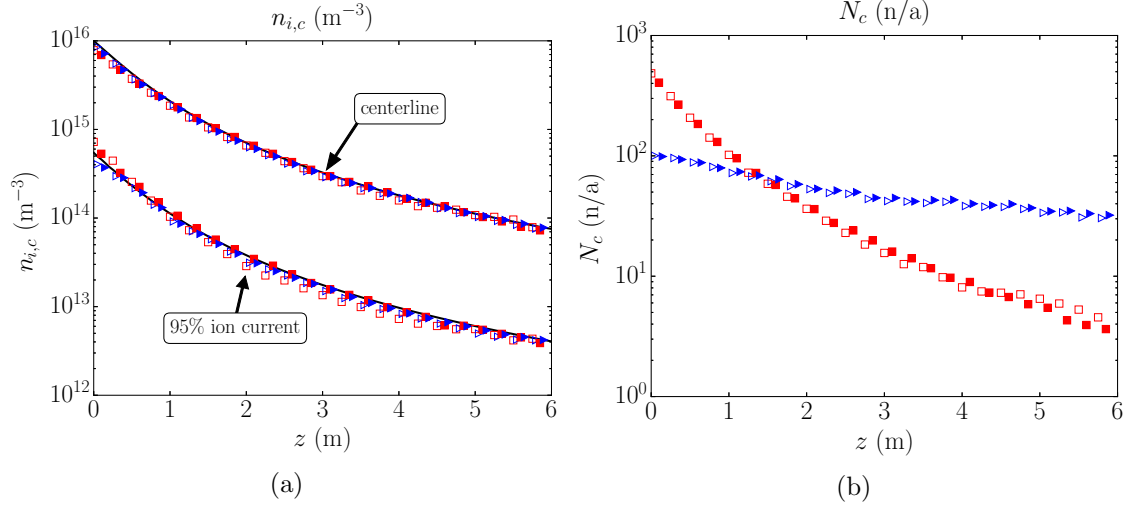 n_{i,c} (m^{-3})
10^{16}
10^{15}
10^{14}
10^{13}
10^{12}
n_{i,c} (m^{-3})
centerline
95% ion current
0 1 2 3 4 5 6
z (m)
(a)
N_c (n/a)
10^3
10^2
10^1
10^0
N_c (n/a)
0 1 2 3 4 5 6
z (m)
(b)